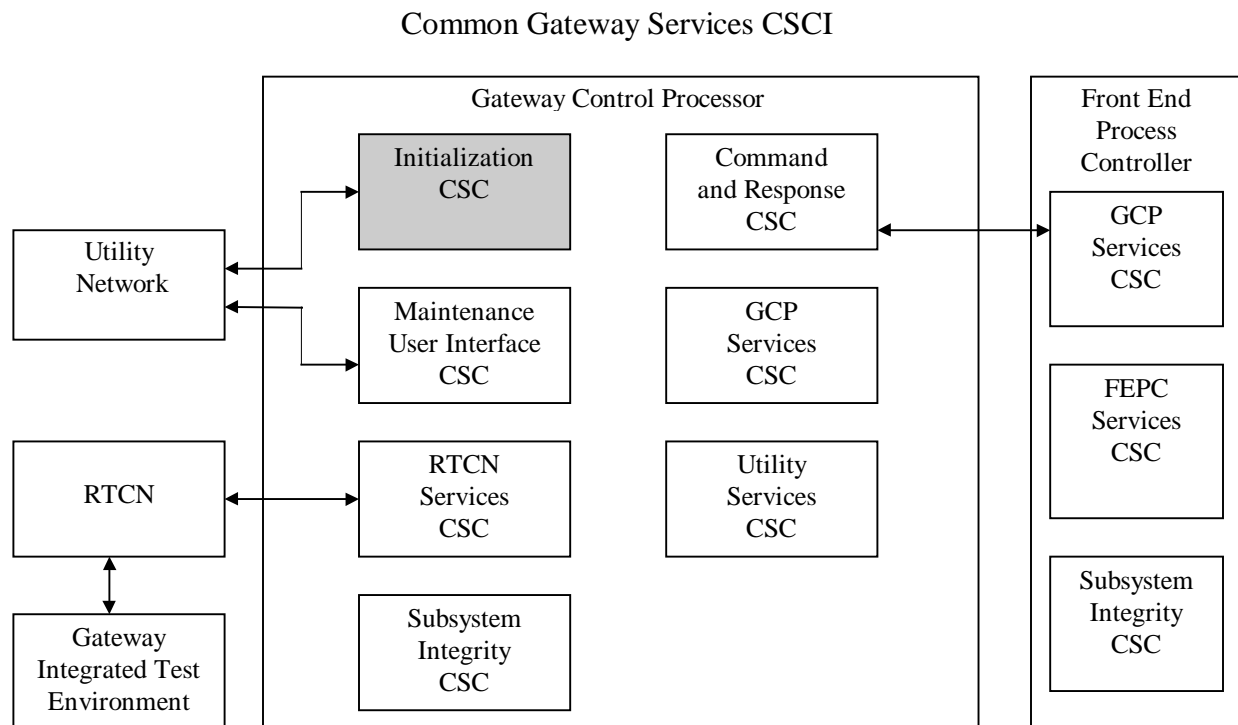 Common Gateway Services CSCI
Gateway Control Processor
Front End
Process
Controller
Initialization
CSC
Command
and Response
CSC
GCP
Services
CSC
Utility
Network
Maintenance
User Interface
CSC
GCP
Services
CSC
FEPC
Services
CSC
RTCN
RTCN
Services
CSC
Utility
Services
CSC
Subsystem
Integrity
CSC
Gateway
Integrated Test
Environment
Subsystem
Integrity
CSC